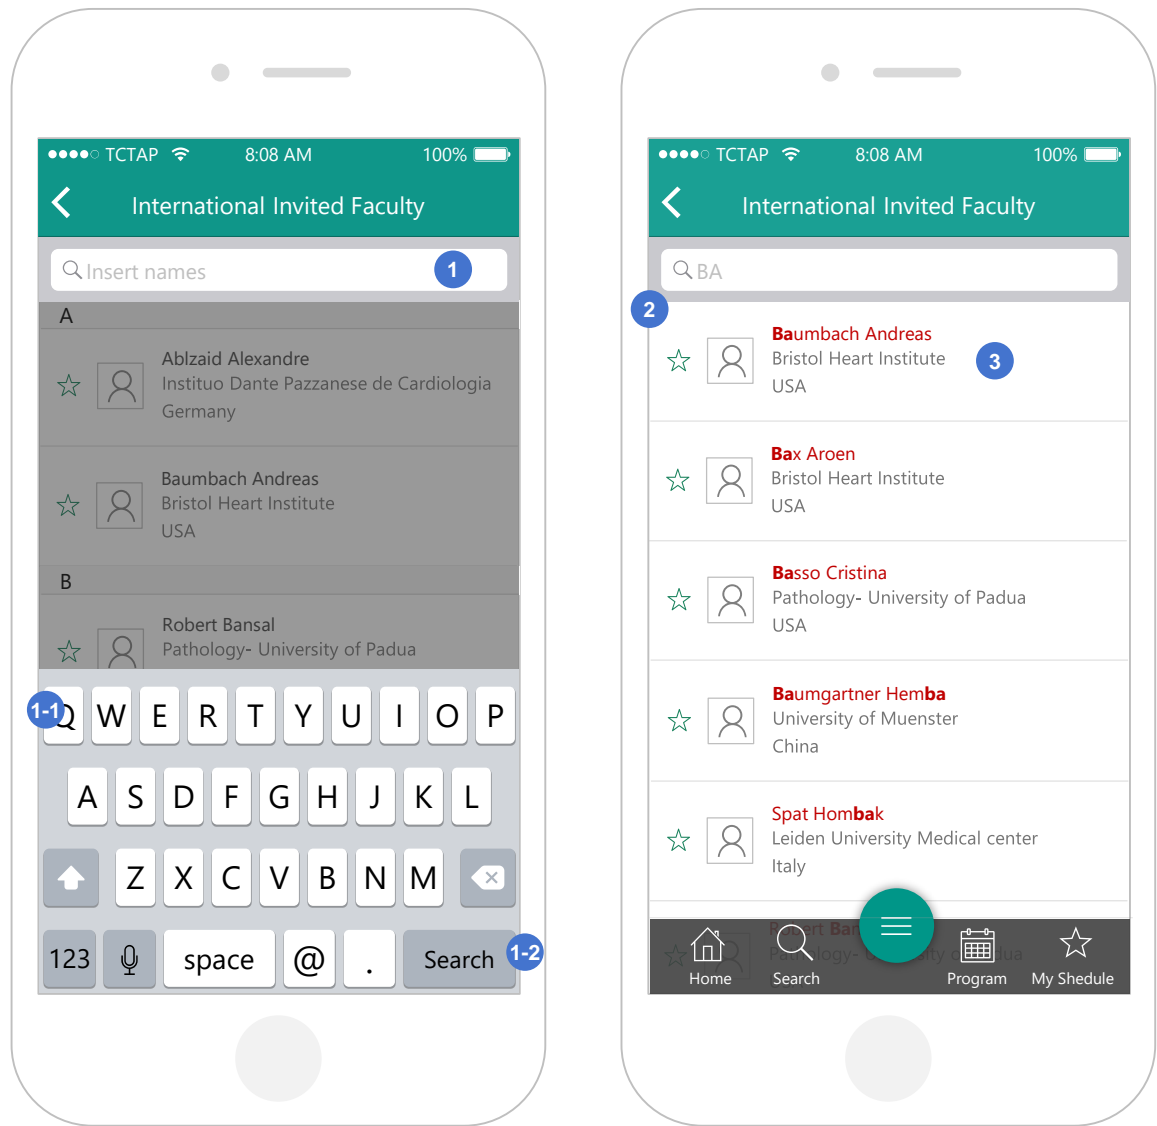 TCTAP 8:08 AM 100%
International Invited Faculty
Insert names
1
A
Ablzaid Alexandre
Instituo Dante Pazzanese de Cardiologia
Germany
Baumbach Andreas
Bristol Heart Institute
USA
B
Robert Bansal
Pathology- University of Padua
1-1
Q W E R T Y U I O P
A S D F G H J K L
Z X C V B N M
123 space @ . Search
1-2
TCTAP 8:08 AM 100%
International Invited Faculty
BA
2
Baumbach Andreas
Bristol Heart Institute
USA
3
Bax Aroen
Bristol Heart Institute
USA
Basso Cristina
Pathology- University of Padua
USA
Baumgartner Hemba
University of Muenster
China
Spat Hombak
Leiden University Medical center
Italy
Robert
Pathology-
Home Search Program My Shedule